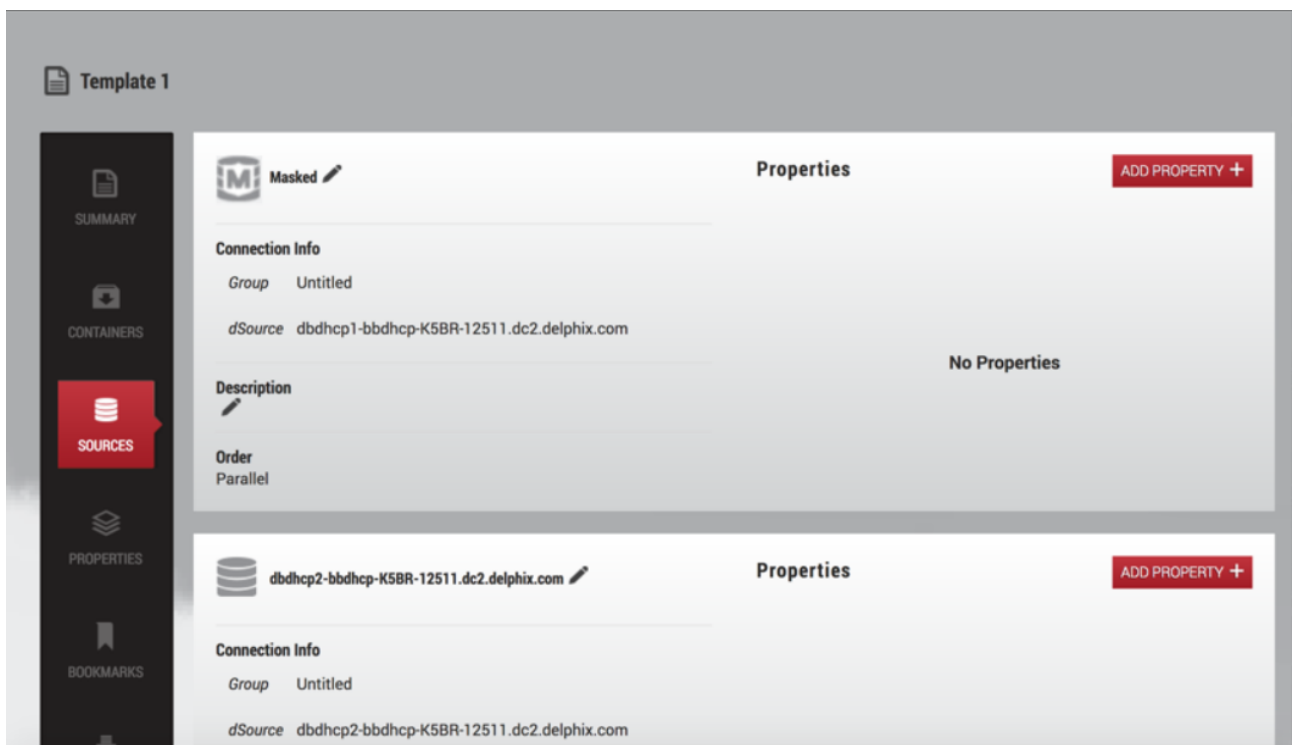 Template 1
SUMMARY
CONTAINERS
SOURCES
PROPERTIES
BOOKMARKS
M Masked
Properties
ADD PROPERTY +
Connection Info
Group Untitled
dSource dbdhcp1-bbdhcp-K5BR-12511.dc2.delphix.com
No Properties
Description
Order
Parallel
dbdhcp2-bbdhcp-K5BR-12511.dc2.delphix.com
Properties
ADD PROPERTY +
Connection Info
Group Untitled
dSource dbdhcp2-bbdhcp-K5BR-12511.dc2.delphix.com